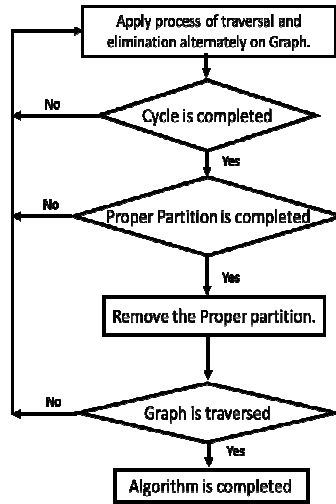 Apply process of traversal and
elimination alternately on Graph.
No
Cycle is completed
Yes
No
Proper Partition is completed
Yes
Remove the Proper partition.
No
Graph is traversed
Yes
Algorithm is completed